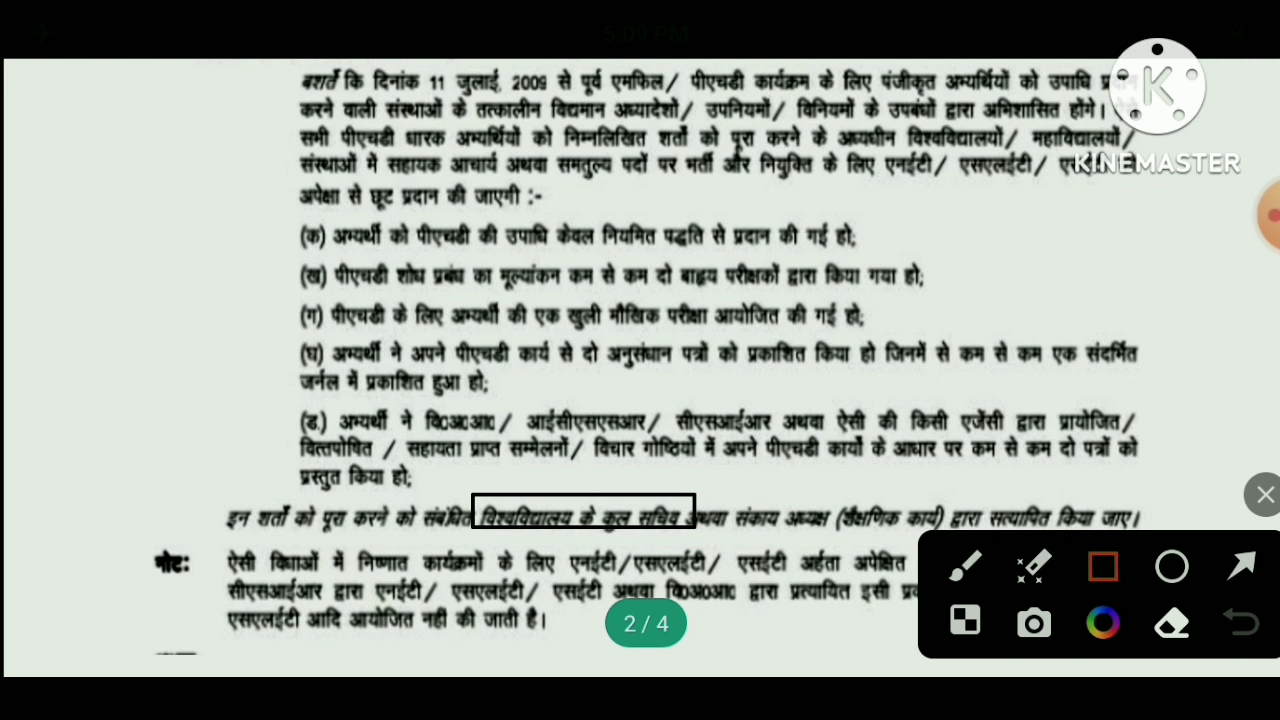 5:09 PM
बशर्ते कि दिनांक 11 जुलाई, 2009 से पूर्व एमफिल/ पीएचडी कार्यक्रम के लिए पंजीकृत अभ्यर्थियों को उपाधि
करने वाली संस्थाओं के तत्कालीन विद्यमान अध्यादेशों/ उपनियमों/ विनियमों के उपबंधों द्वारा अभिशासित होंगे।
सभी पीएचडी धारक अभ्यर्थियों को निम्नलिखित शर्तों को पूरा करने के अध्यधीन विश्वविद्यालयों/ महाविद्यालयों/
संस्थाओं में सहायक आचार्य अथवा समतुल्य पदों पर भर्ती और नियुक्ति के लिए एनईटी/ एसएलईटी/
KINEMASTER
अपेक्षा से छूट प्रदान की जाएगी :-
(क) अभ्यर्थी को पीएचडी की उपाधि केवल नियमित पद्धति से प्रदान की गई हो;
(ख) पीएचडी शोध प्रबंध का मूल्यांकन कम से कम दो बाह्रय परीक्षकों द्वारा किया गया हो;
(ग) पीएचडी के लिए अभ्यर्थी की एक खुली मौखिक परीक्षा आयोजित की गई हो;
(घ) अभ्यर्थी ने अपने पीएचडी कार्य से दो अनुसंधान पत्रों को प्रकाशित किया हो जिनमें से कम से कम एक संदर्भित
जर्नल में प्रकाशित हुआ हो;
(ड.) अभ्यर्थी ने वि0अ0आ0/ आईसीएसएसआर/ सीएसआईआर अथवा ऐसी की किसी एजेंसी द्वारा प्रायोजित/
वित्तपोषित / सहायता प्राप्त सम्मेलनों/ विचार गोष्ठियों में अपने पीएचडी कार्यों के आधार पर कम से कम दो पत्रों को
प्रस्तुत किया हो;
इन शर्तों को पूरा करने को संबंधित विश्वविद्यालय के कुल सचिव अथवा संकाय अध्यक्ष (शैक्षणिक कार्य) द्वारा सत्यापित किया जाए।
नोट: ऐसी विधाओं में निष्णात कार्यक्रमों के लिए एनईटी/एसएलईटी/ एसईटी अर्हता अपेक्षित
सीएसआईआर द्वारा एनईटी/ एसएलईटी/ एसईटी अथवा वि0अ0आ0 द्वारा प्रत्यायित इसी
एसएलईटी आदि आयोजित नहीं की जाती है।
2 / 4